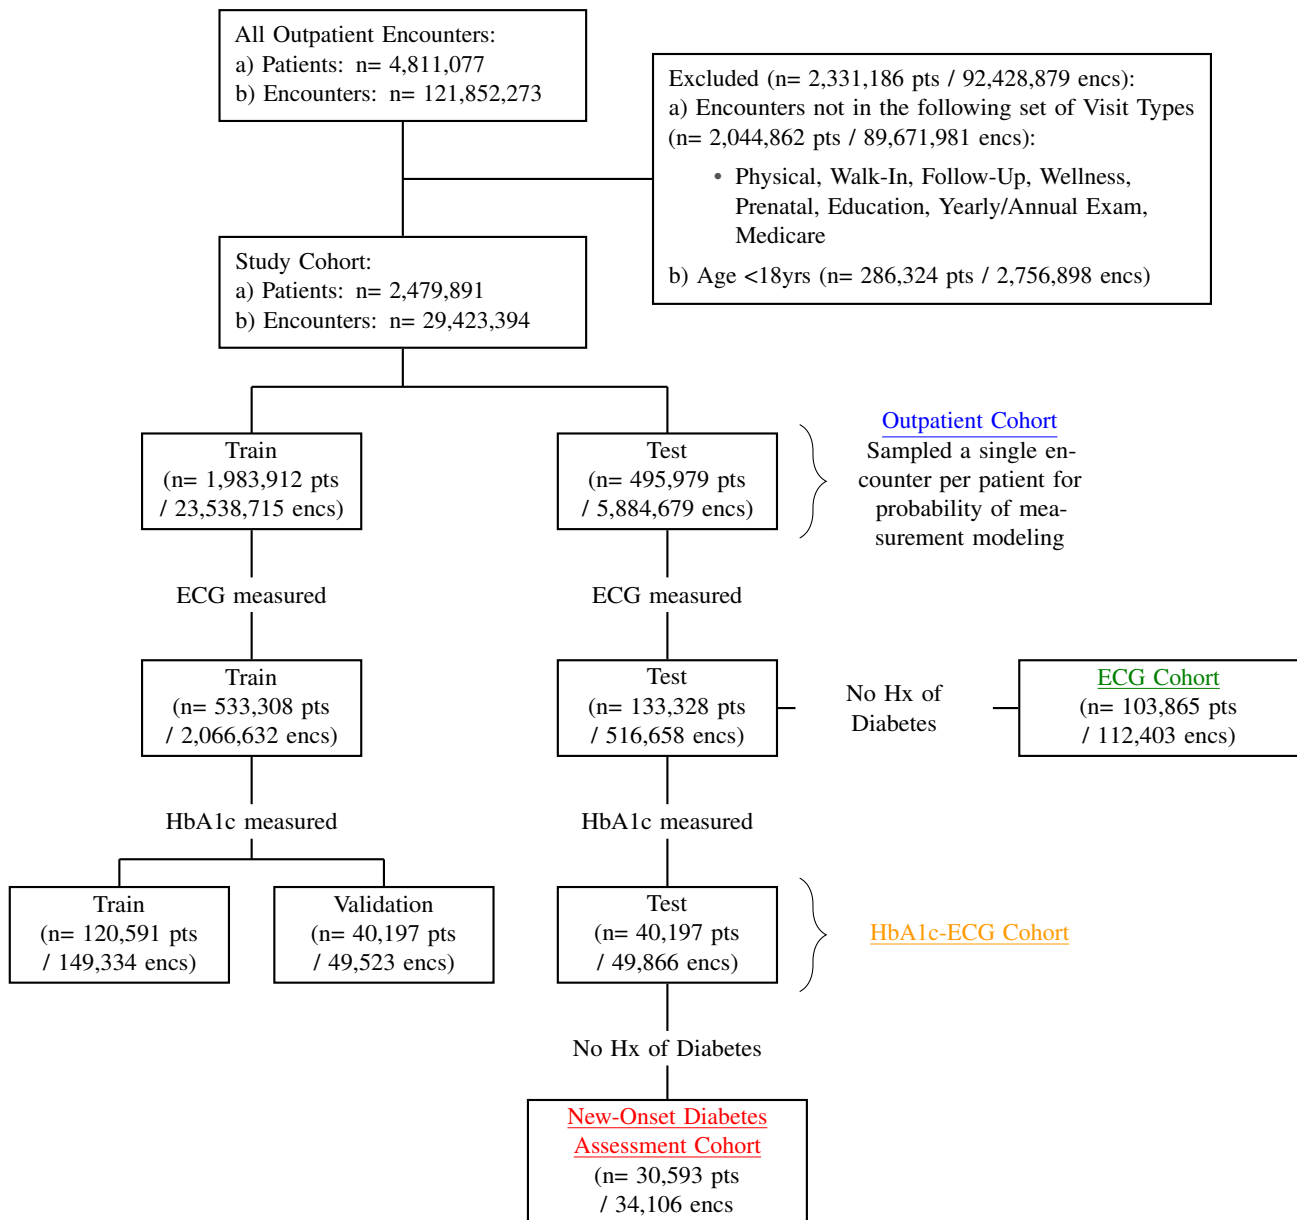 All Outpatient Encounters:
a) Patients: n= 4,811,077
b) Encounters: n= 121,852,273
Excluded (n= 2,331,186 pts / 92,428,879 encs):
a) Encounters not in the following set of Visit Types
(n= 2,044,862 pts / 89,671,981 encs):
• Physical, Walk-In, Follow-Up, Wellness,
Prenatal, Education, Yearly/Annual Exam,
Medicare
b) Age <18yrs (n= 286,324 pts / 2,756,898 encs)
Study Cohort:
a) Patients: n= 2,479,891
b) Encounters: n= 29,423,394
Train
(n= 1,983,912 pts
/ 23,538,715 encs)
Test
(n= 495,979 pts
/ 5,884,679 encs)
Outpatient Cohort
Sampled a single en-
counter per patient for
probability of mea-
surement modeling
ECG measured
ECG measured
Train
(n= 533,308 pts
/ 2,066,632 encs)
Test
(n= 133,328 pts
/ 516,658 encs)
No Hx of
Diabetes
ECG Cohort
(n= 103,865 pts
/ 112,403 encs)
HbA1c measured
HbA1c measured
Train
(n= 120,591 pts
/ 149,334 encs)
Validation
(n= 40,197 pts
/ 49,523 encs)
Test
(n= 40,197 pts
/ 49,866 encs)
HbA1c-ECG Cohort
No Hx of Diabetes
New-Onset Diabetes
Assessment Cohort
(n= 30,593 pts
/ 34,106 encs